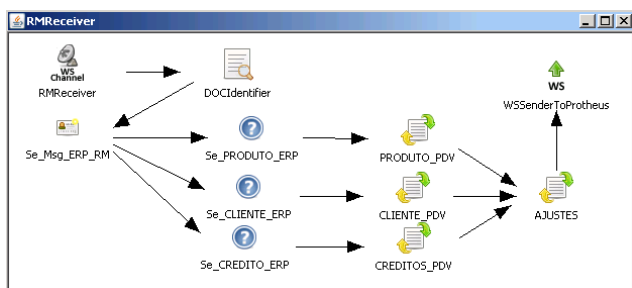 RMReceiver
WS
Channel
RMReceiver
DOCIdentifier
WS
WSSenderToProtheus
Se_Msg_ERP_RM
Se_PRODUTO_ERP
PRODUTO_PDV
Se_CLIENTE_ERP
CLIENTE_PDV
AJUSTES
Se_CREDITO_ERP
CREDITOS_PDV